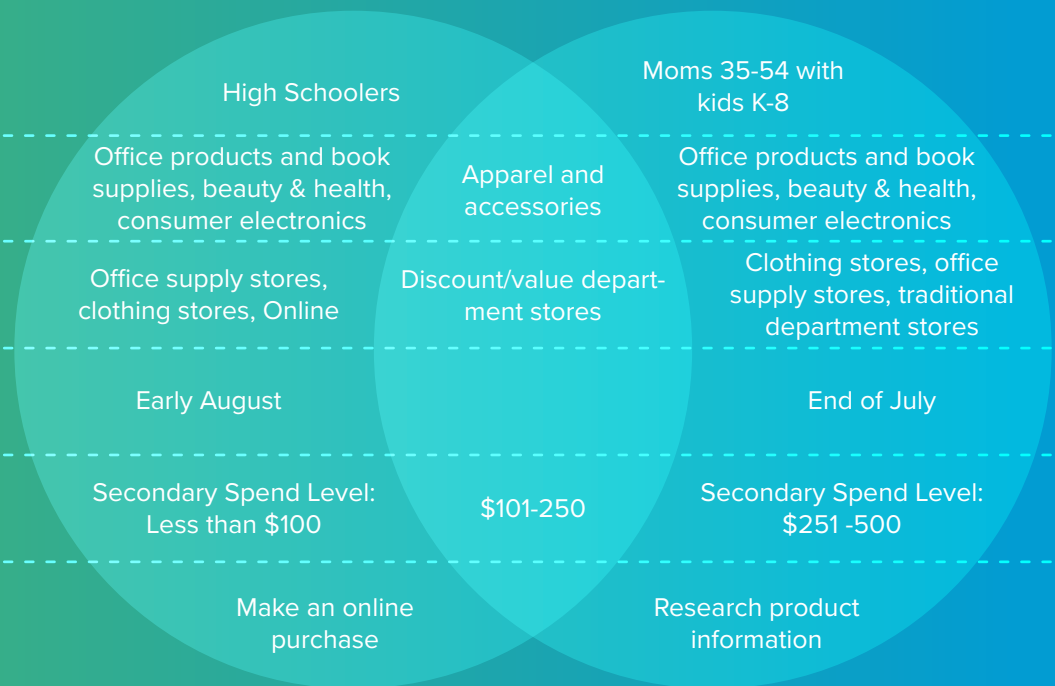 High Schoolers
Moms 35-54 with
kids K-8
Office products and book
supplies, beauty & health,
consumer electronics
Apparel and
accessories
Office products and book
supplies, beauty & health,
consumer electronics
Office supply stores,
clothing stores, Online
Discount/value depart-
ment stores
Clothing stores, office
supply stores, traditional
department stores
Early August
End of July
Secondary Spend Level:
Less than $100
$101-250
Secondary Spend Level:
$251 -500
Make an online
purchase
Research product
information